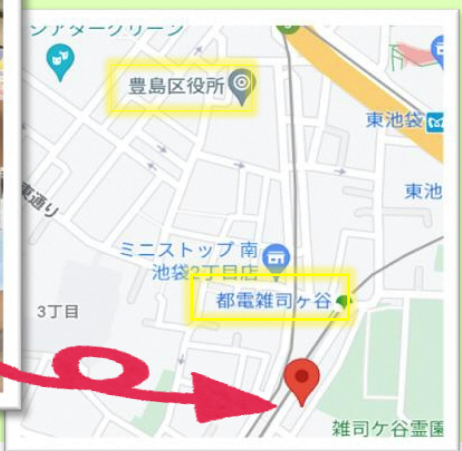 シアターグリーン
豊島区役所
東池袋
東池
東通り
ミニストップ 南
池袋2丁目店
都電雑司ヶ谷
3丁目
雑司ケ谷霊園